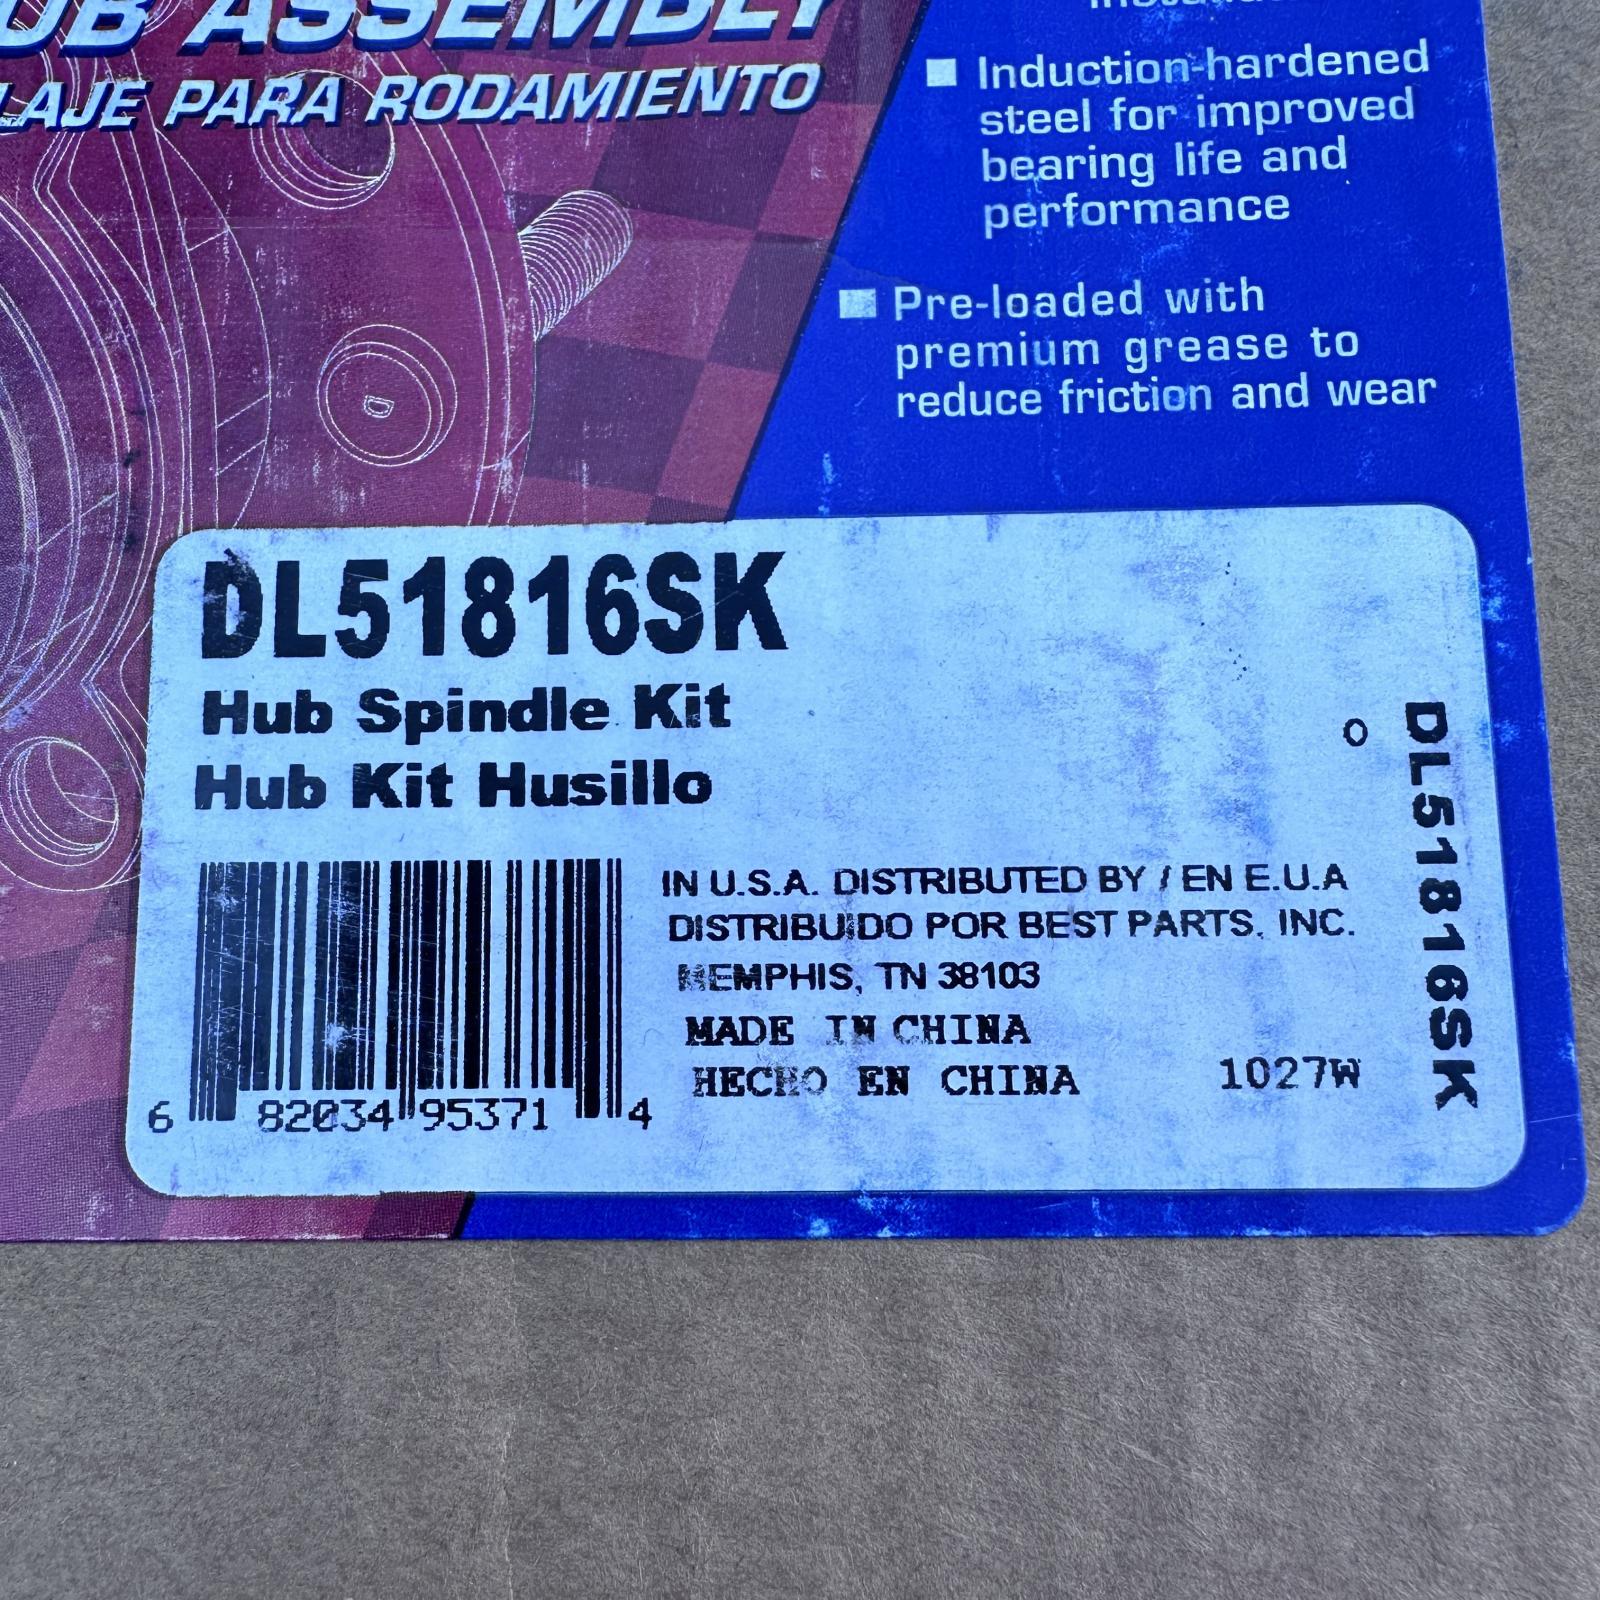 UB ASSEMBLY
LAJE PARA RODAMIENTO
Induction-hardened
steel for improved
bearing life and
performance
Pre-loaded with
premium grease to
reduce friction and wear
DL51816SK
Hub Spindle Kit
Hub Kit Husillo
O
DL51816SK
IN U.S.A. DISTRIBUTED BY / EN E.U.A
DISTRIBUIDO POR BEST PARTS, INC.
MEMPHIS, TN 38103
MADE IN CHINA
HECHO EN CHINA
1027W
6 82034 95371 4